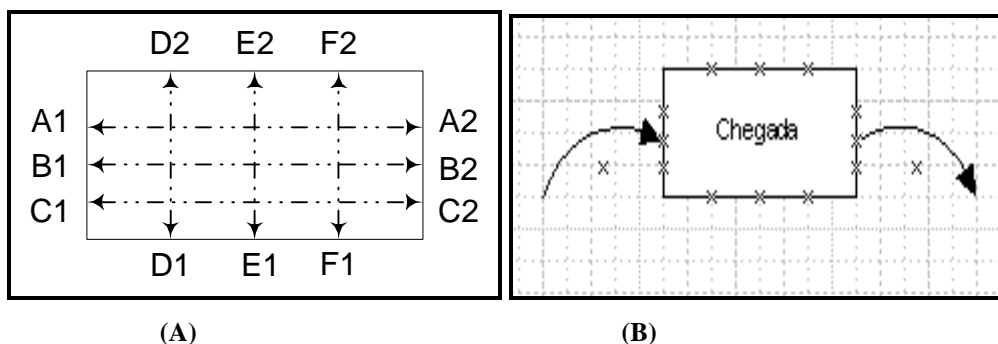 D2 E2 F2
A1 A2
B1 B2
C1 C2
D1 E1 F1
Chegada
(A) (B)